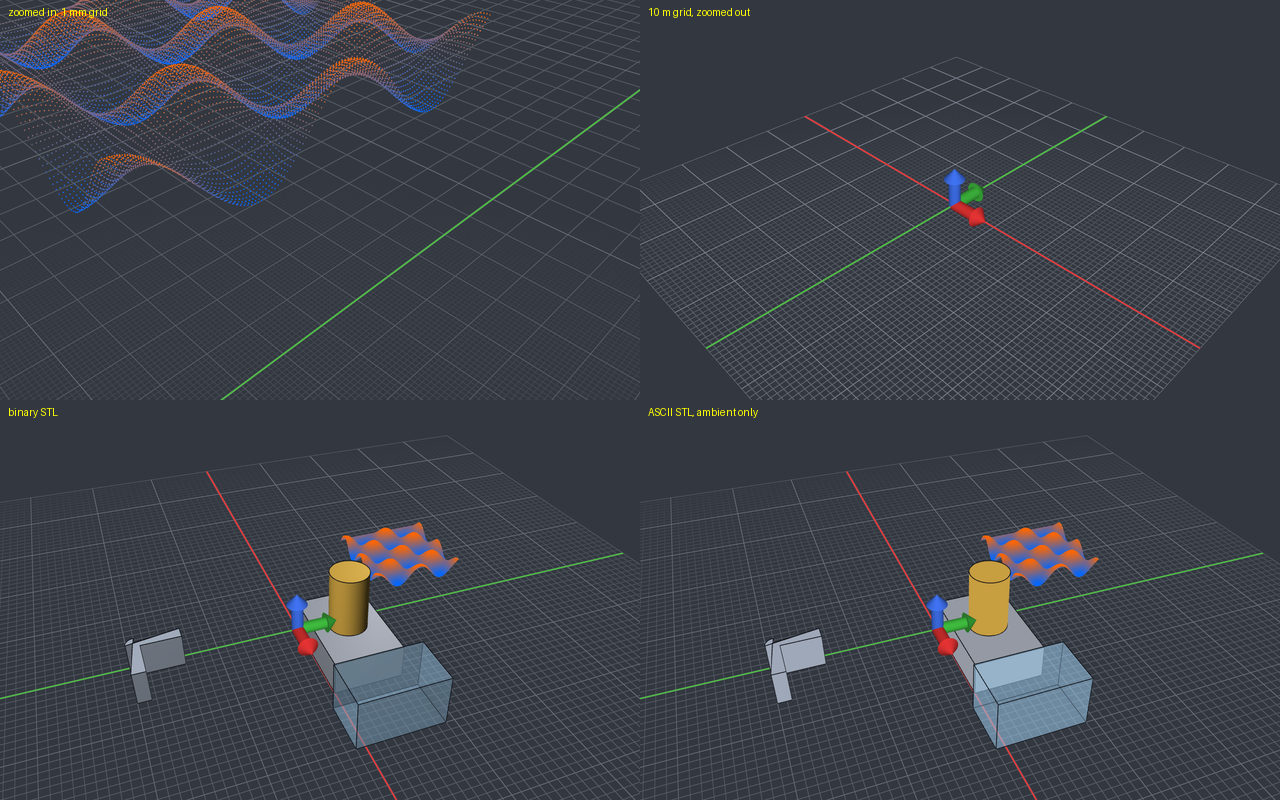 zoomed in: 1 mm grid
10 m grid, zoomed out
binary STL
ASCII STL, ambient only